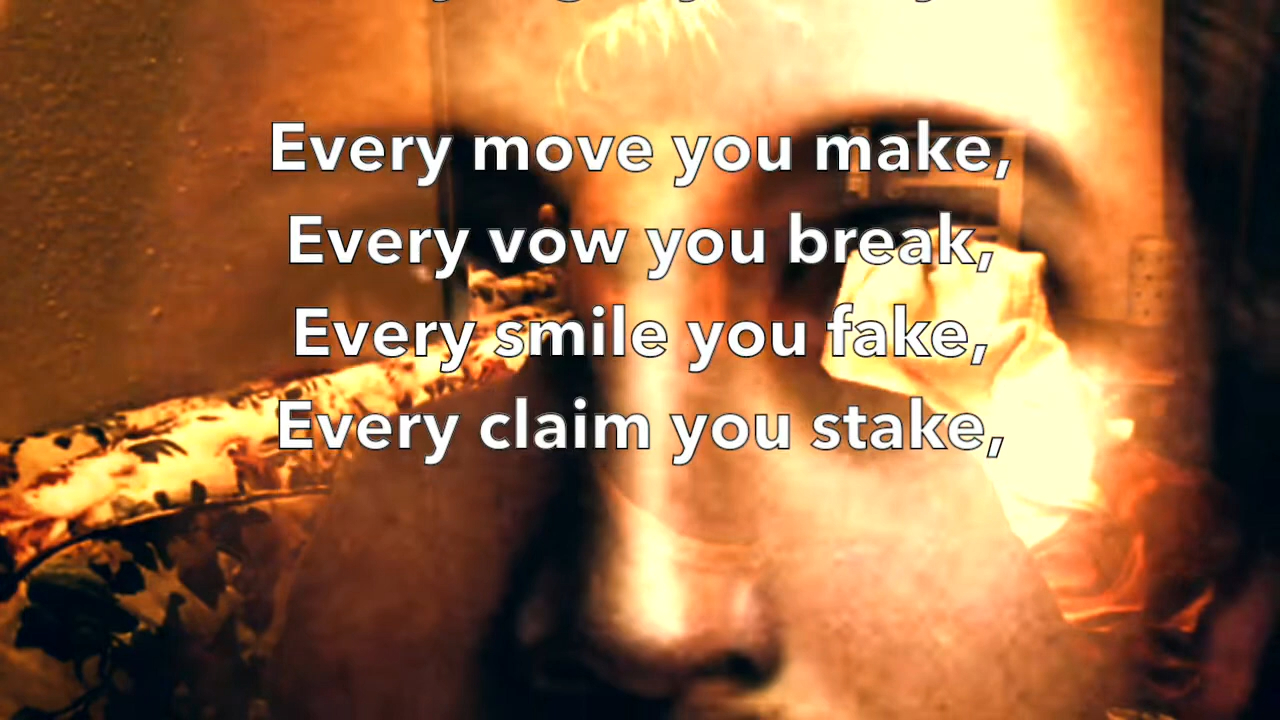 Every move you make,
Every vow you break,
Every smile you fake,
Every claim you stake,